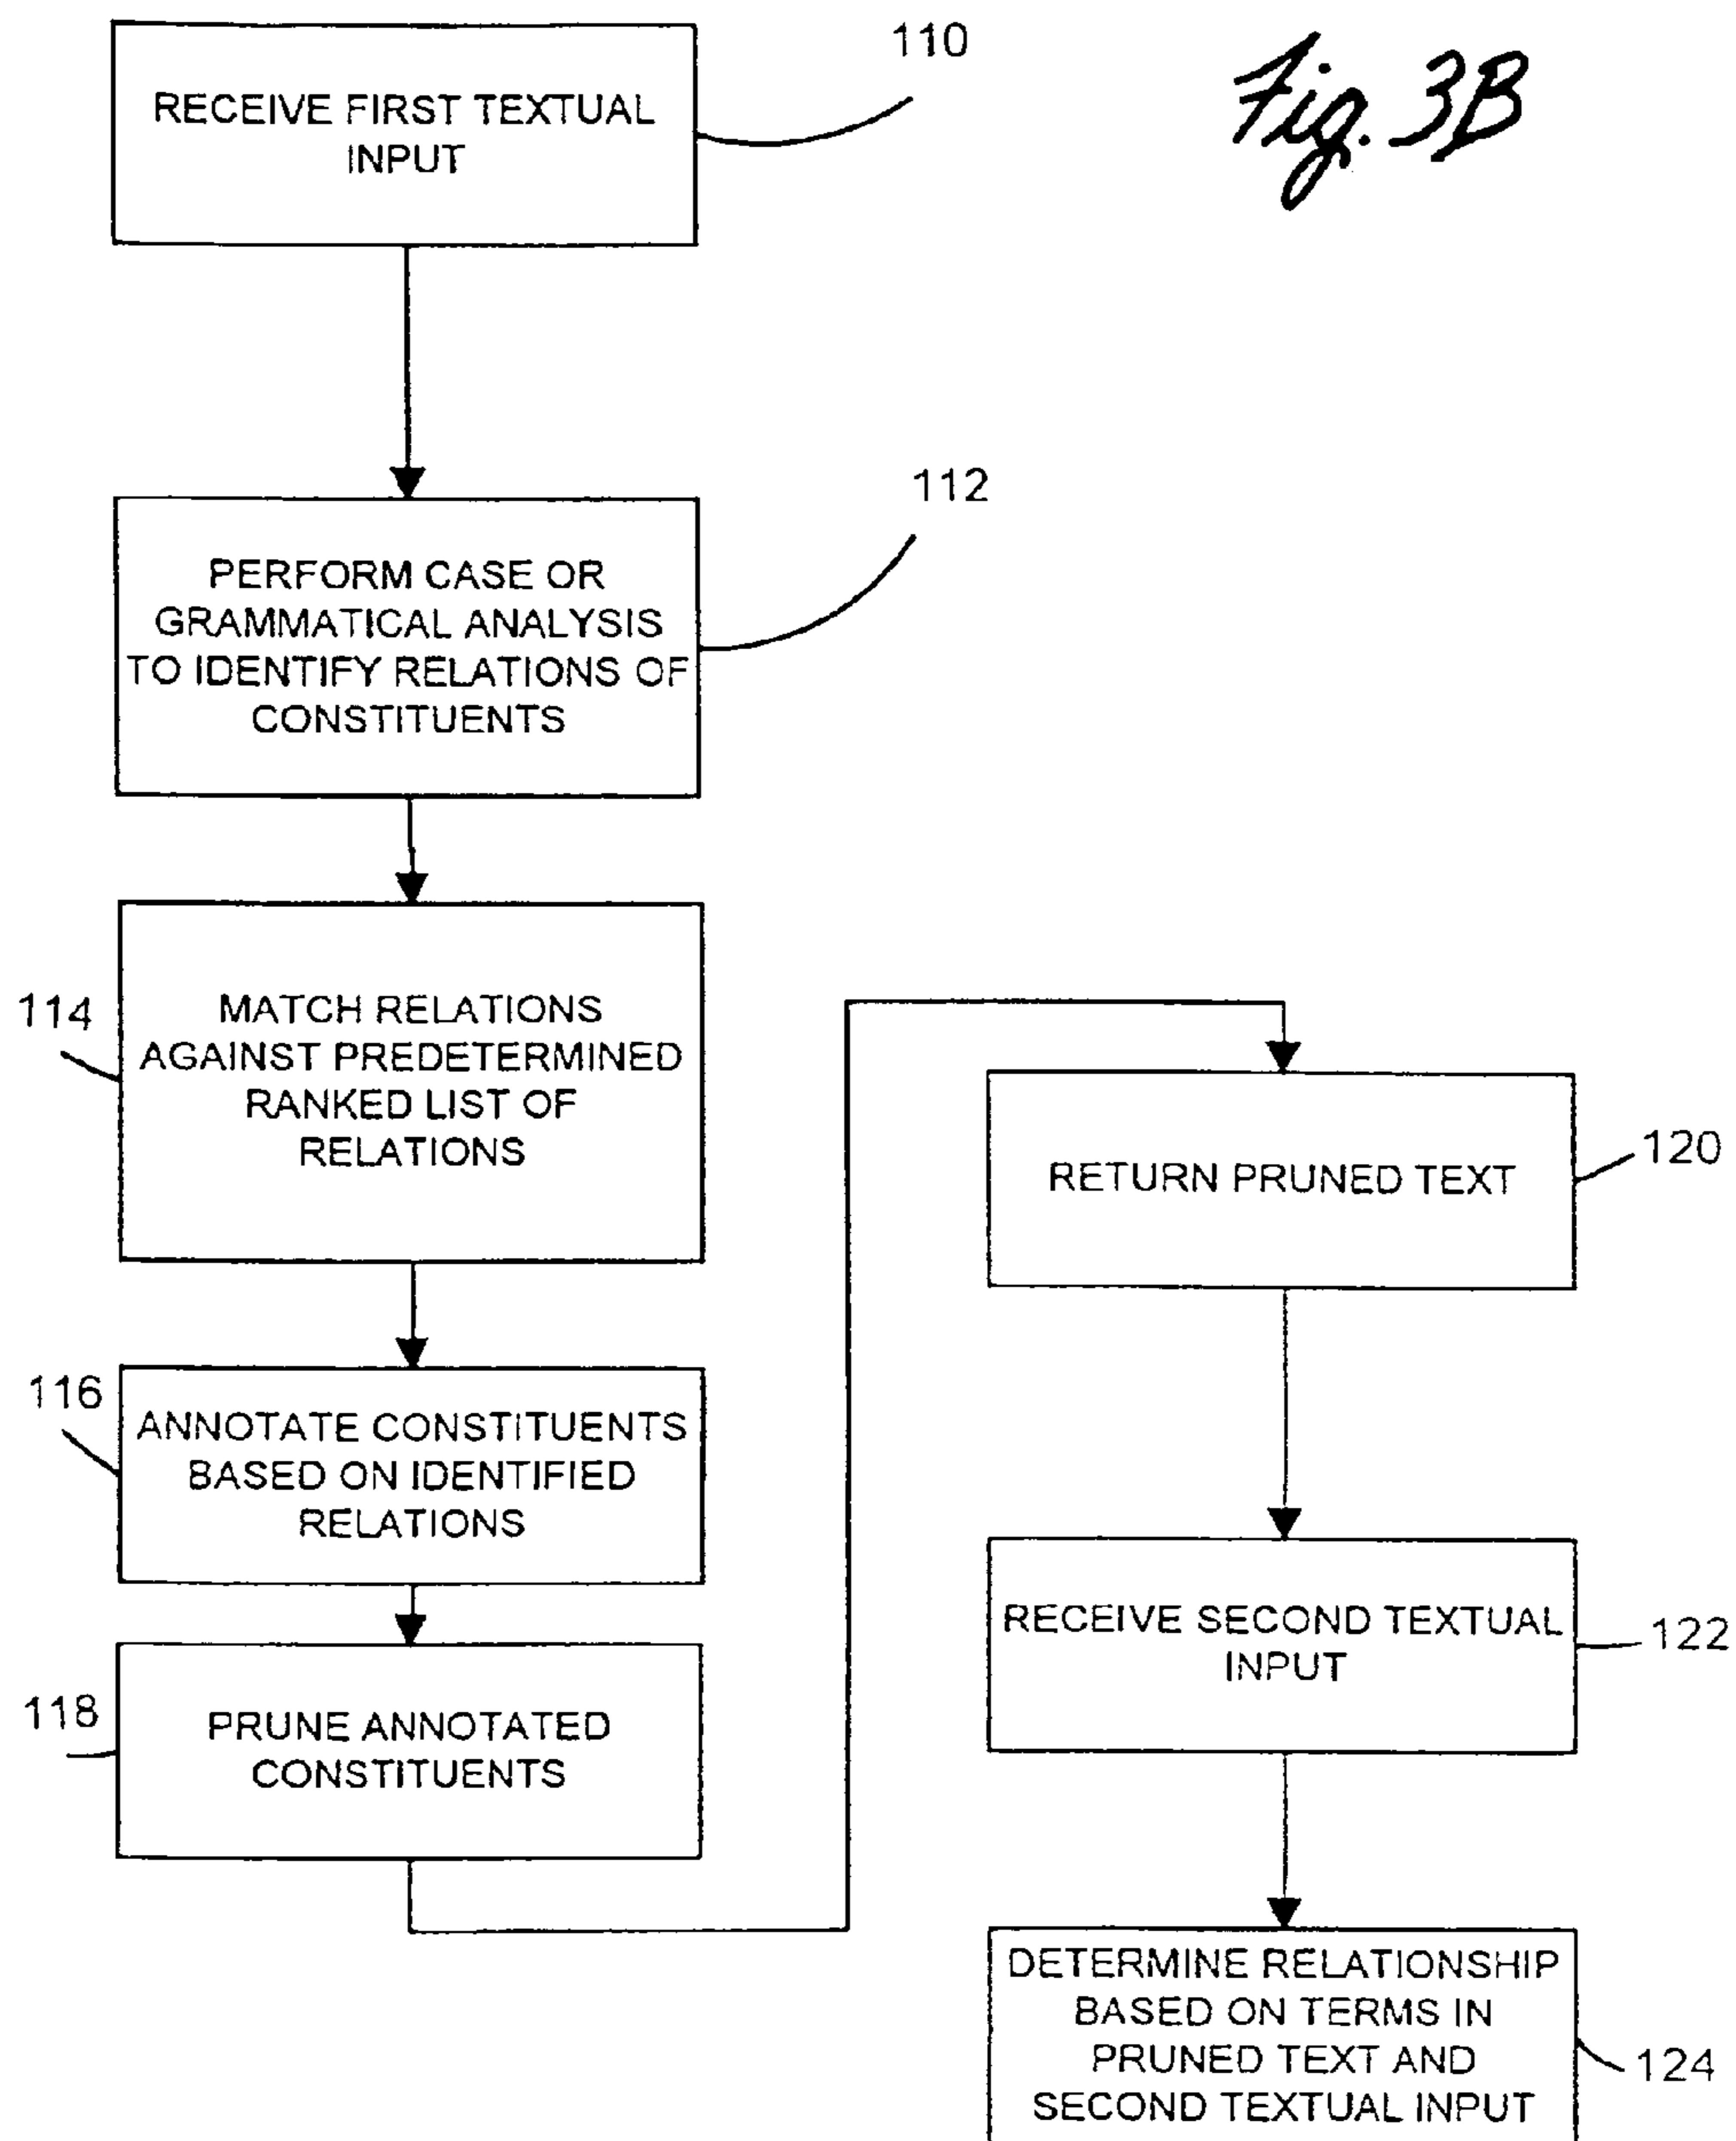 Fig. 3B
110
RECEIVE FIRST TEXTUAL
INPUT
112
PERFORM CASE OR
GRAMMATICAL ANALYSIS
TO IDENTIFY RELATIONS OF
CONSTITUENTS
114
MATCH RELATIONS
AGAINST PREDETERMINED
RANKED LIST OF
RELATIONS
116
ANNOTATE CONSTITUENTS
BASED ON IDENTIFIED
RELATIONS
118
PRUNE ANNOTATED
CONSTITUENTS
120
RETURN PRUNED TEXT
122
RECEIVE SECOND TEXTUAL
INPUT
124
DETERMINE RELATIONSHIP
BASED ON TERMS IN
PRUNED TEXT AND
SECOND TEXTUAL INPUT